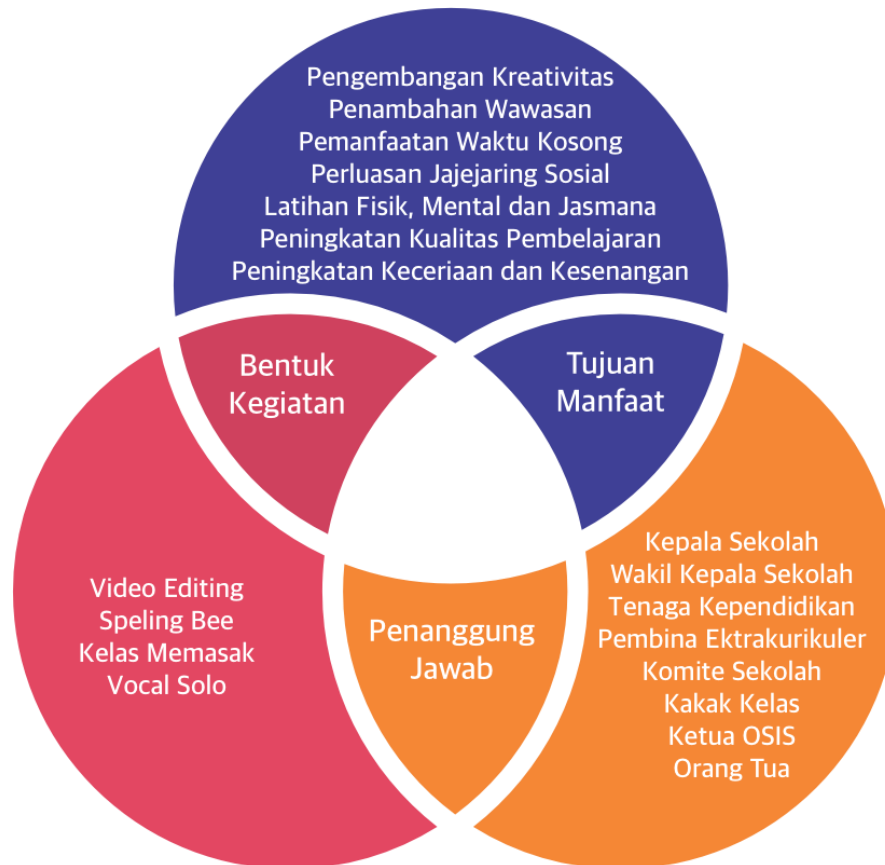 Pengembangan Kreativitas
Penambahan Wawasan
Pemanfaatan Waktu Kosong
Perluasan Jajejaring Sosial
Latihan Fisik, Mental dan Jasmana
Peningkatan Kualitas Pembelajaran
Peningkatan Keceriaan dan Kesenangan
Bentuk
Kegiatan
Tujuan
Manfaat
Video Editing
Speling Bee
Kelas Memasak
Vocal Solo
Penanggung
Jawab
Kepala Sekolah
Wakil Kepala Sekolah
Tenaga Kependidikan
Pembina Ektrakurikuler
Komite Sekolah
Kakak Kelas
Ketua OSIS
Orang Tua